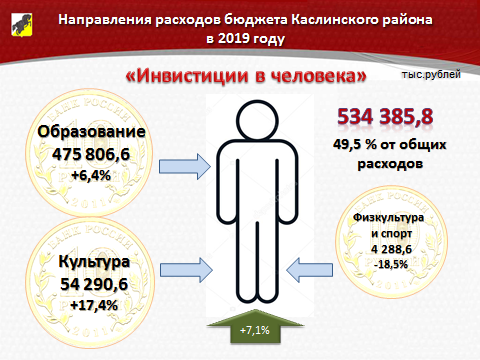 Направления расходов бюджета Каслинского района
в 2019 году
«Инвистиции в человека»
тыс.рублей
Образование
475 806,6
+6,4%
534 385,8
49,5 % от общих
расходов
Физкультура
и спорт
4 288,6
-18,5%
Культура
54 290,6
+17,4%
+7,1%